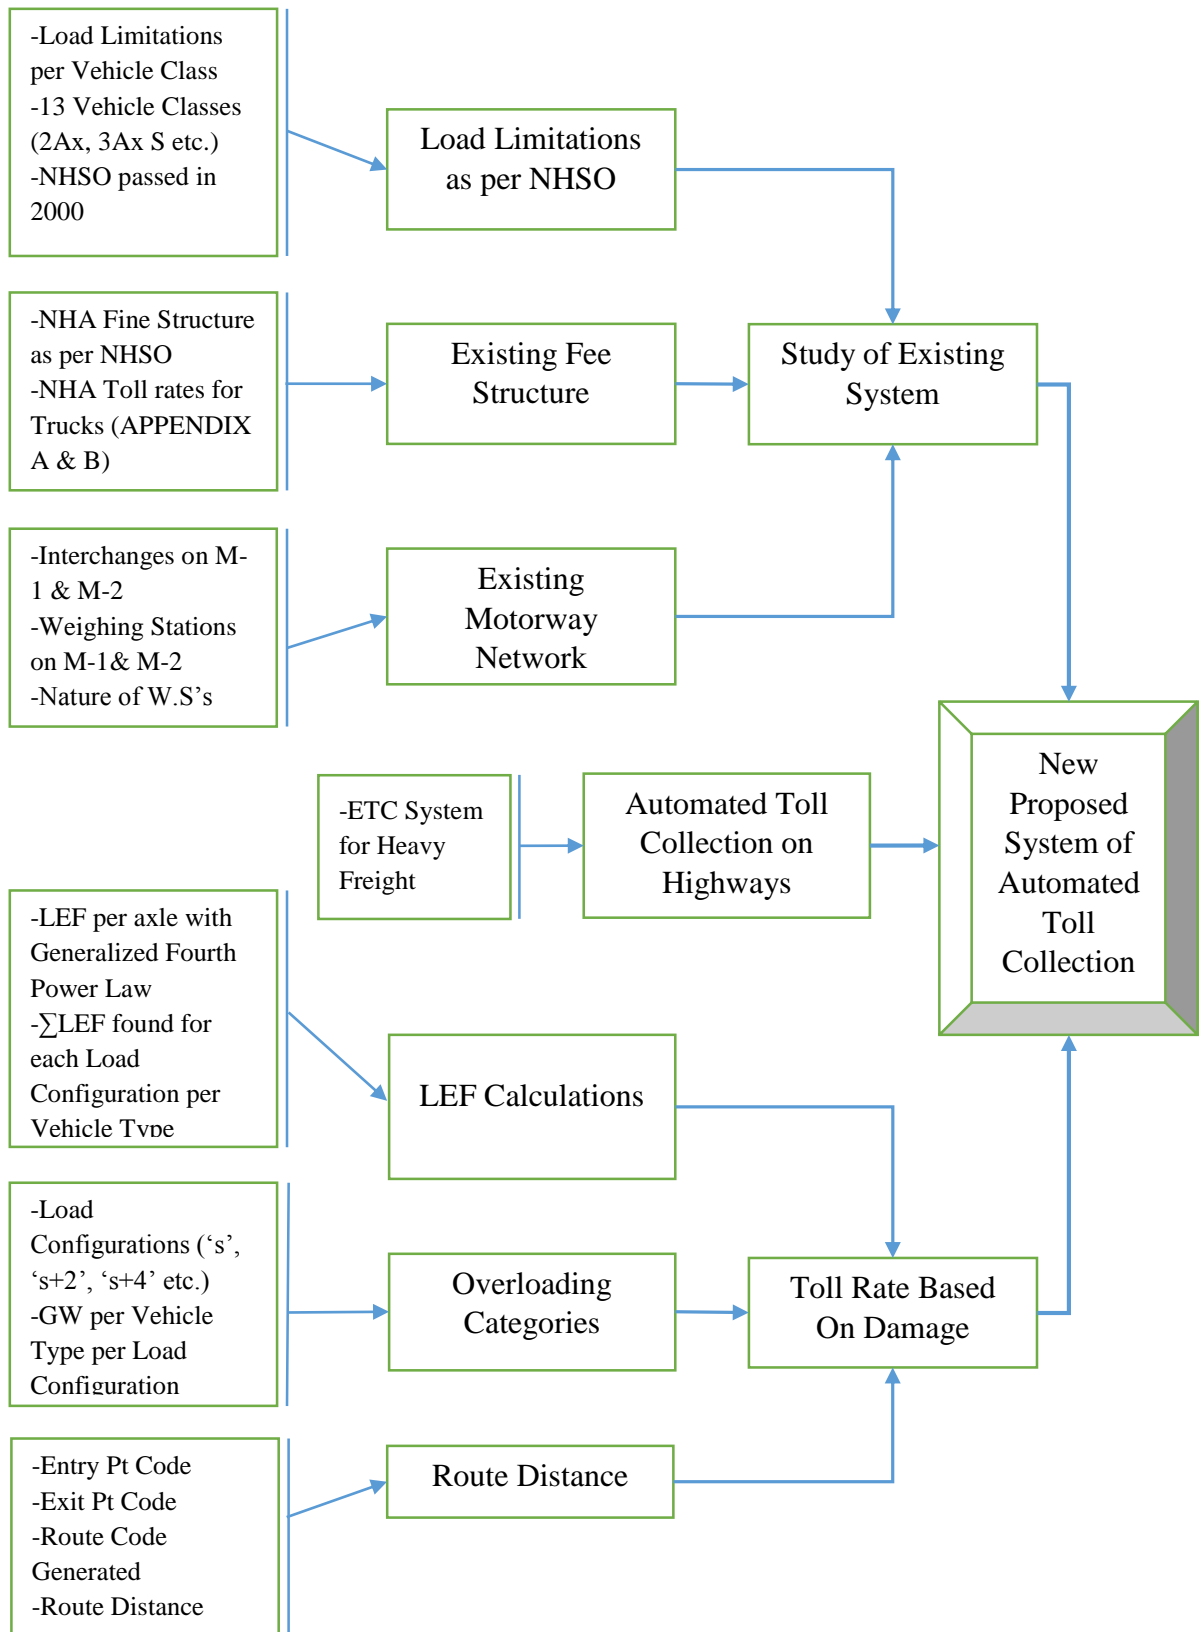 -Load Limitations
per Vehicle Class
-13 Vehicle Classes
(2Ax, 3Ax S etc.)
-NHSO passed in
2000
Load Limitations
as per NHSO
-NHA Fine Structure
as per NHSO
-NHA Toll rates for
Trucks (APPENDIX
A & B)
Existing Fee
Structure
Study of Existing
System
-Interchanges on M-
1 & M-2
-Weighing Stations
on M-1& M-2
-Nature of W.S’s
Existing
Motorway
Network
-ETC System
for Heavy
Freight
Automated Toll
Collection on
Highways
New
Proposed
System of
Automated
Toll
Collection
-LEF per axle with
Generalized Fourth
Power Law
-∑LEF found for
each Load
Configuration per
Vehicle Type
LEF Calculations
-Load
Configurations (‘s’,
‘s+2’, ‘s+4’ etc.)
-GW per Vehicle
Type per Load
Configuration
Overloading
Categories
Toll Rate Based
On Damage
-Entry Pt Code
-Exit Pt Code
-Route Code
Generated
-Route Distance
Route Distance